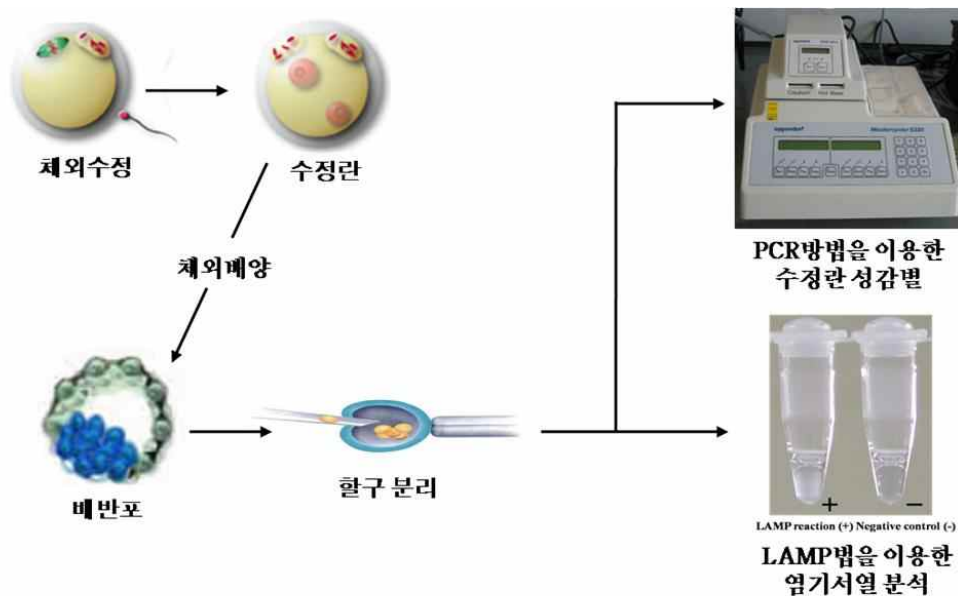 체외수정
수정란
체외배양
배반포
할구 분리
eppendorf
PCR방법을 이용한
수정란 성감별
+ −
LAMP reaction (+) Negative control (-)
LAMP법을 이용한
염기서열 분석